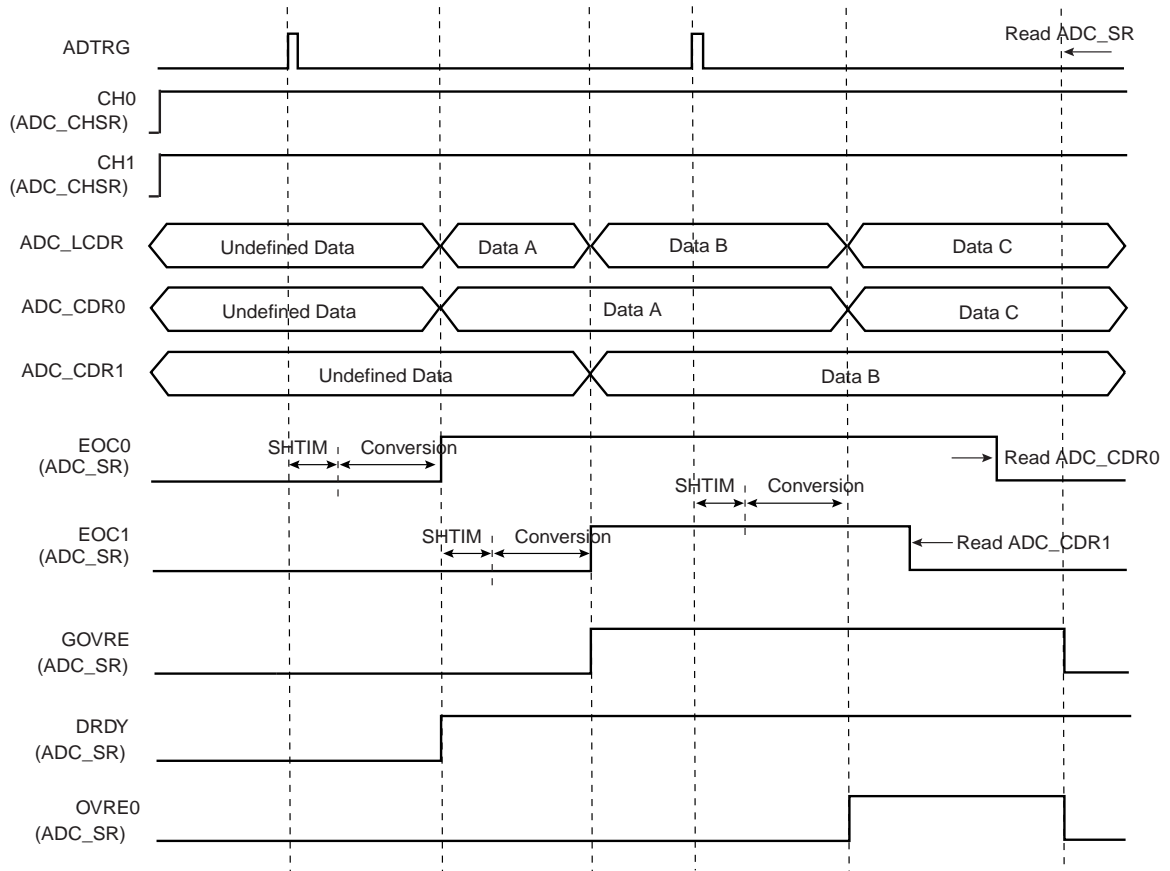 ADTRG
Read ADC_SR
CH0
(ADC_CHSR)
CH1
(ADC_CHSR)
ADC_LCDR
Undefined Data
Data A
Data B
Data C
ADC_CDR0
Undefined Data
Data A
Data C
ADC_CDR1
Undefined Data
Data B
EOC0
(ADC_SR)
SHTIM
Conversion
Read ADC_CDR0
SHTIM
Conversion
EOC1
(ADC_SR)
SHTIM
Conversion
Read ADC_CDR1
GOVRE
(ADC_SR)
DRDY
(ADC_SR)
OVRE0
(ADC_SR)